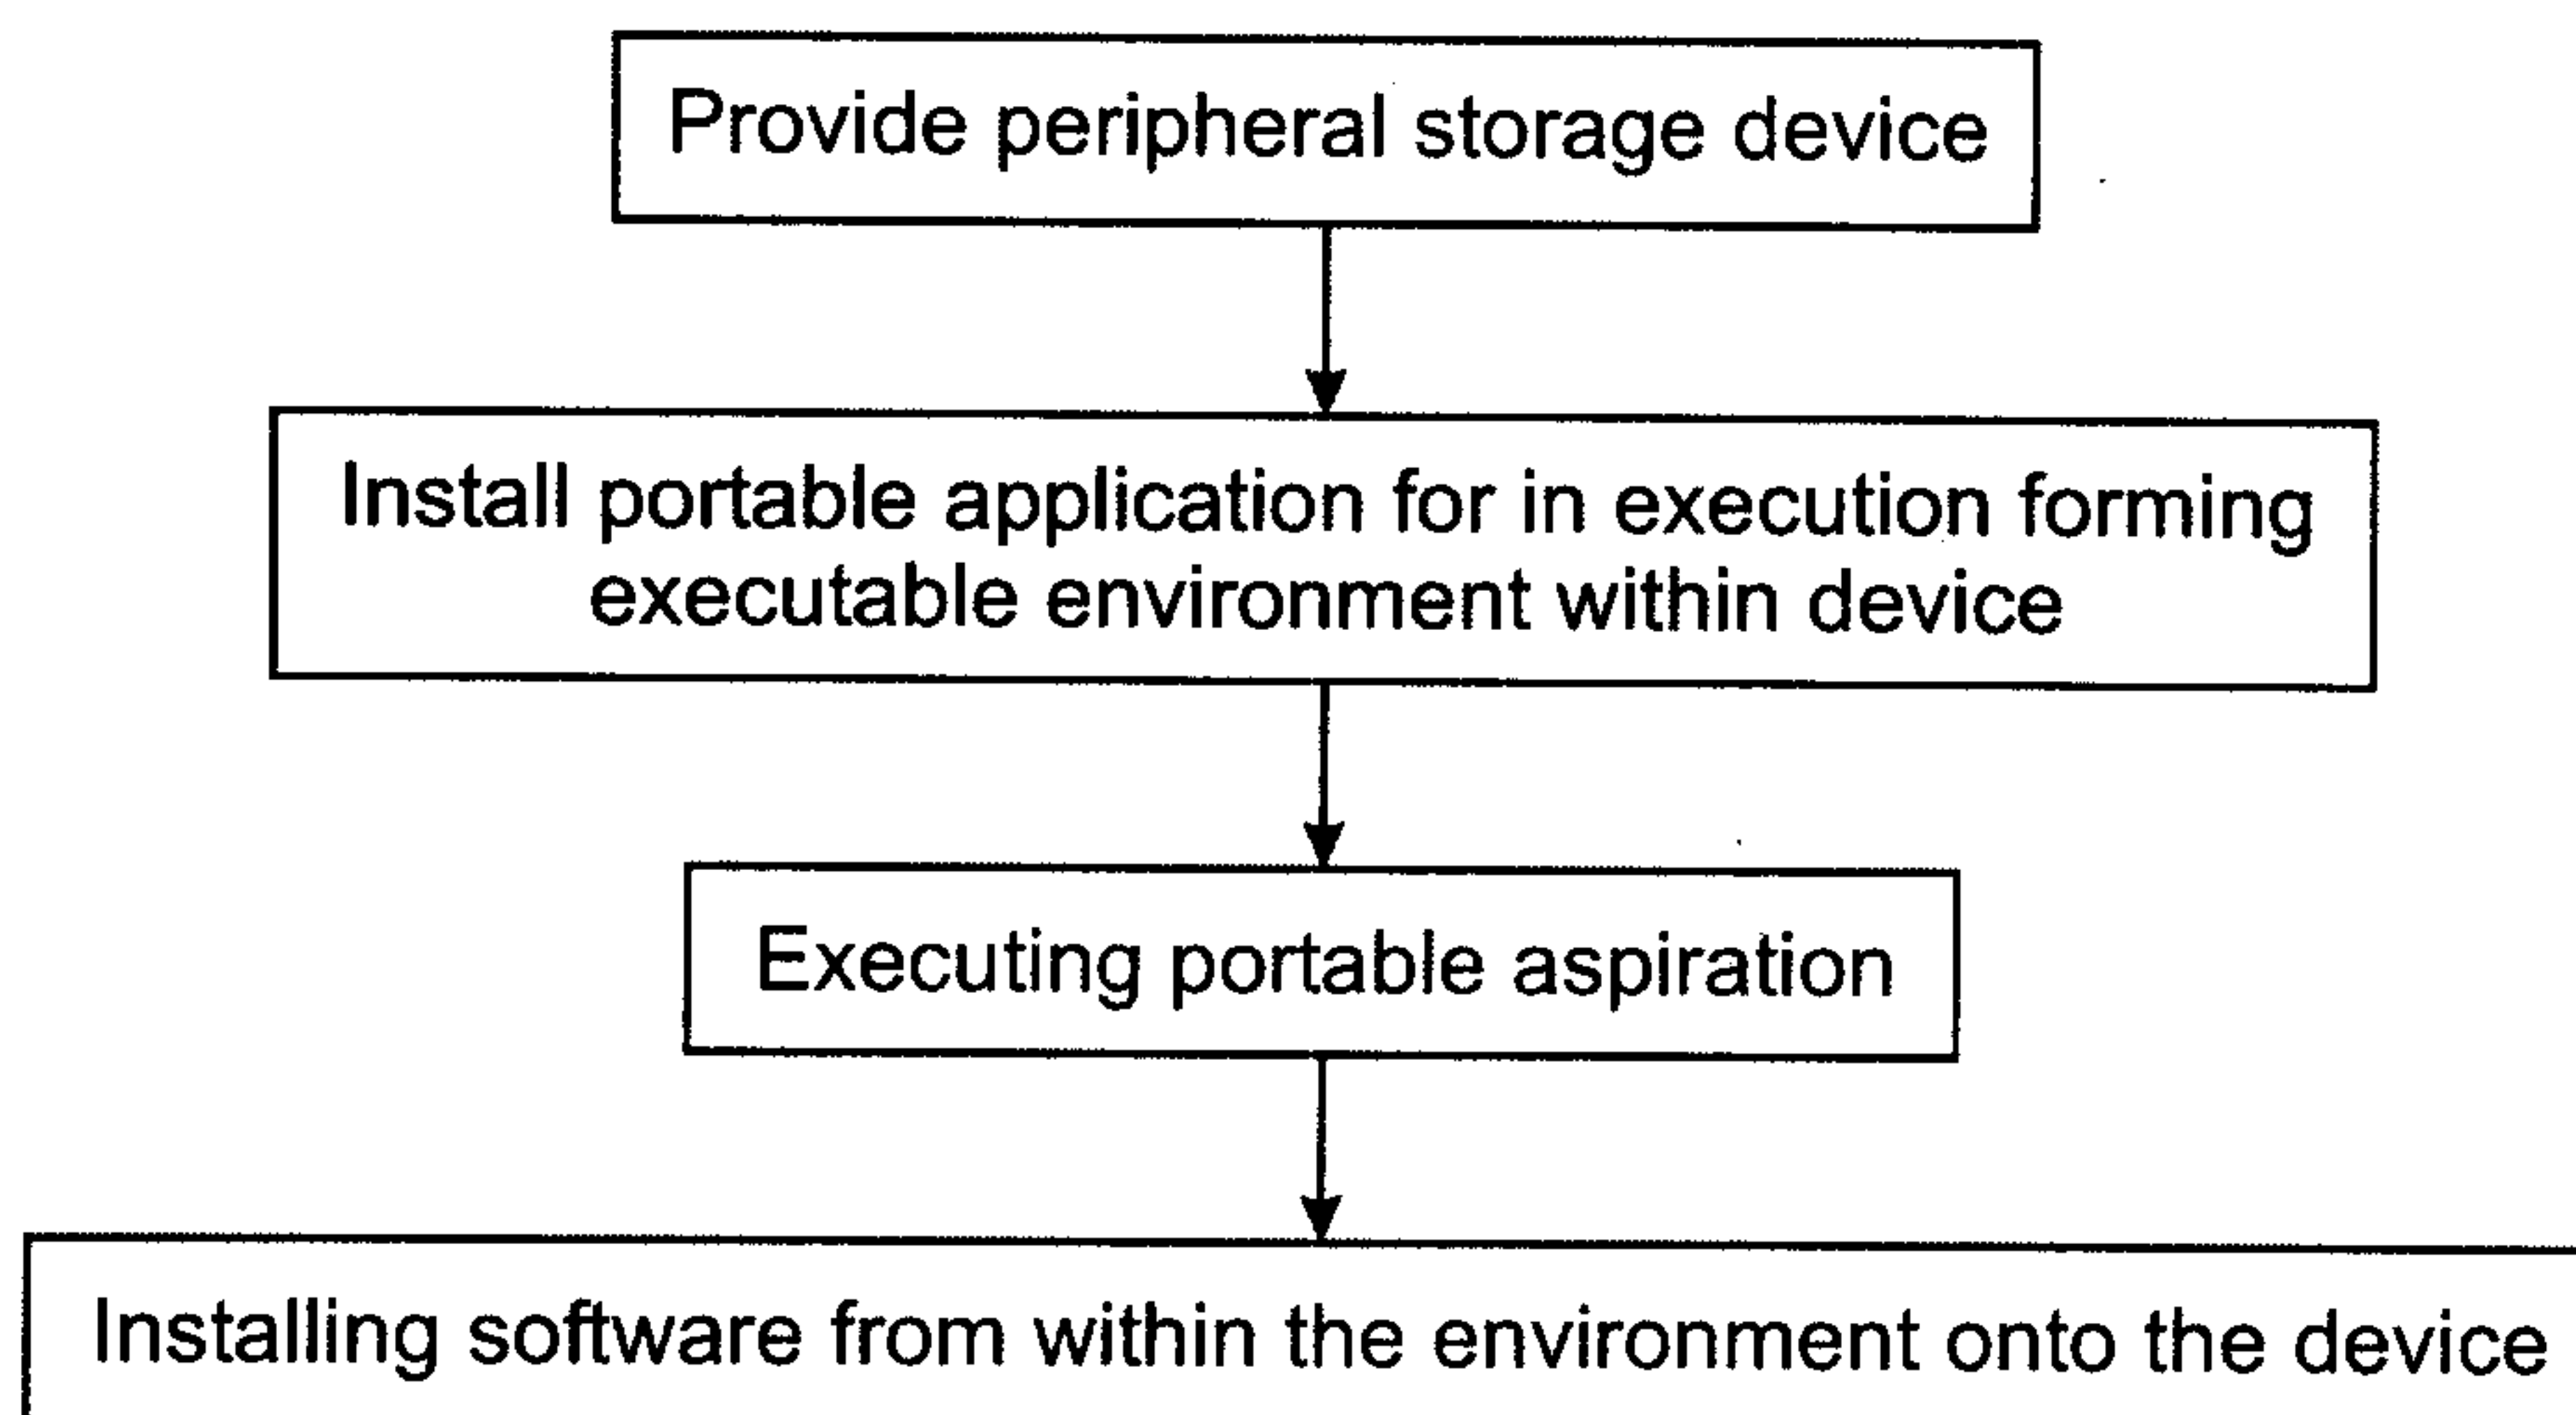 Provide peripheral storage device
Install portable application for in execution forming
executable environment within device
Executing portable aspiration
Installing software from within the environment onto the device